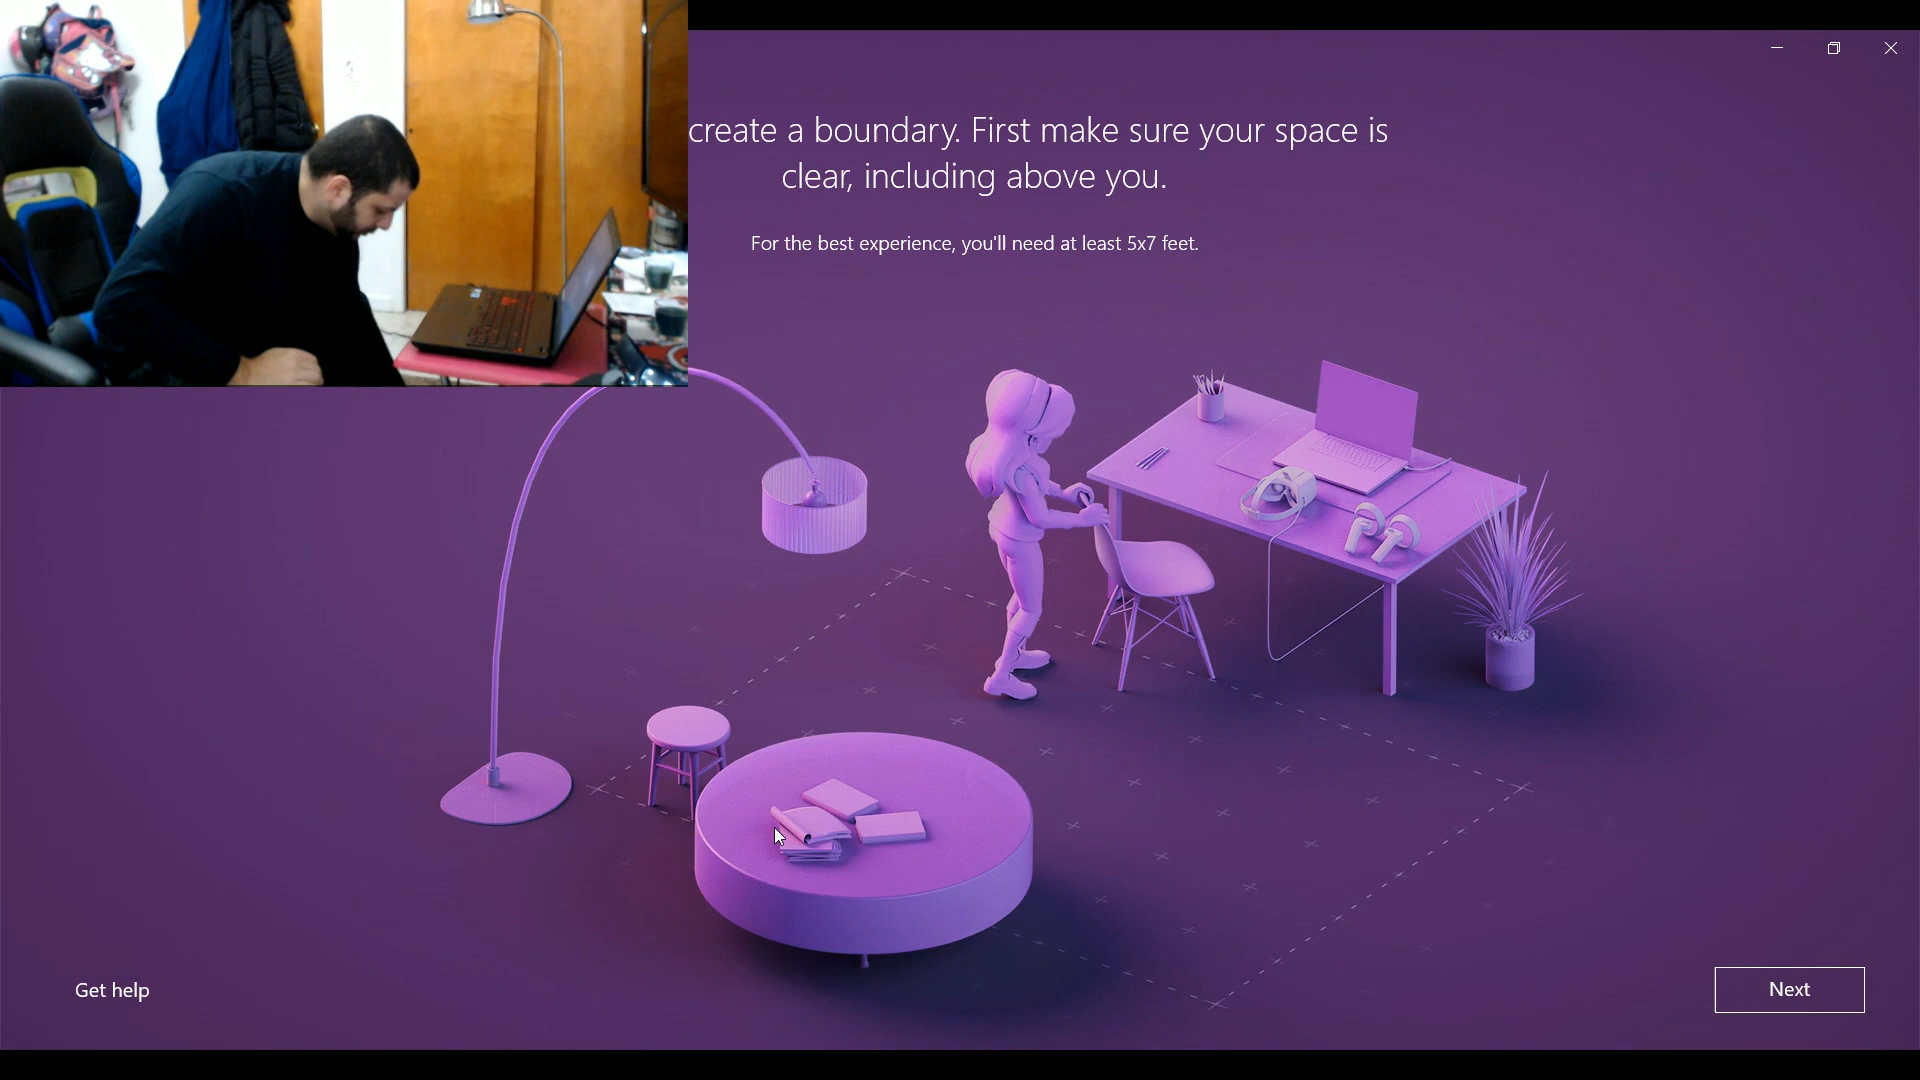 create a boundary. First make sure your space is
clear, including above you.
For the best experience, you'll need at least 5x7 feet.
Get help
Next